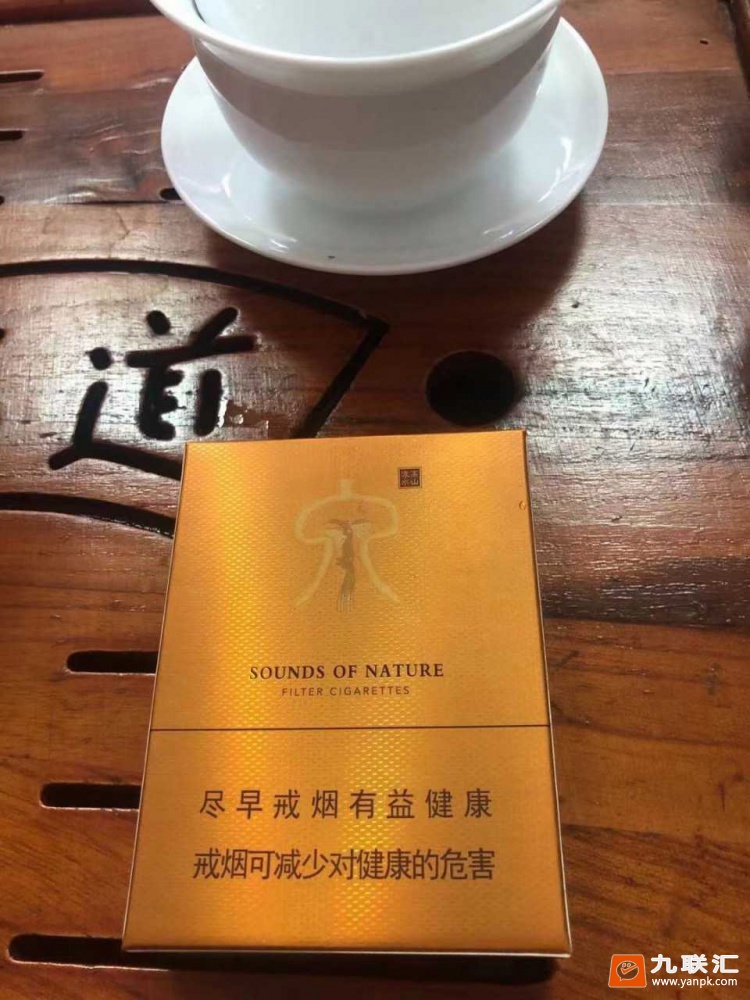 道
SOUNDS OF NATURE
FILTER CIGARETTES
尽早戒烟有益健康
戒烟可减少对健康的危害
九联汇
www.yanpk.com